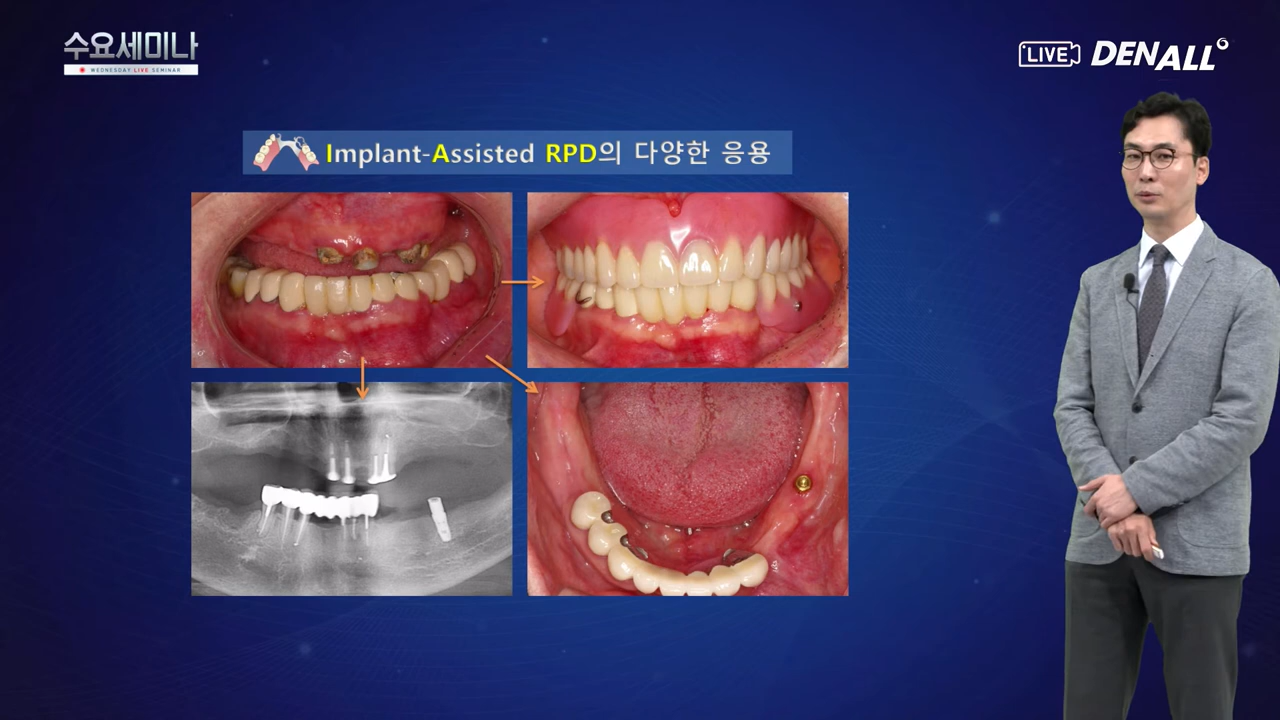 수요세미나
WEDNESDAY LIVE SEMINAR
LIVE DENALL
Implant-Assisted RPD의 다양한 응용